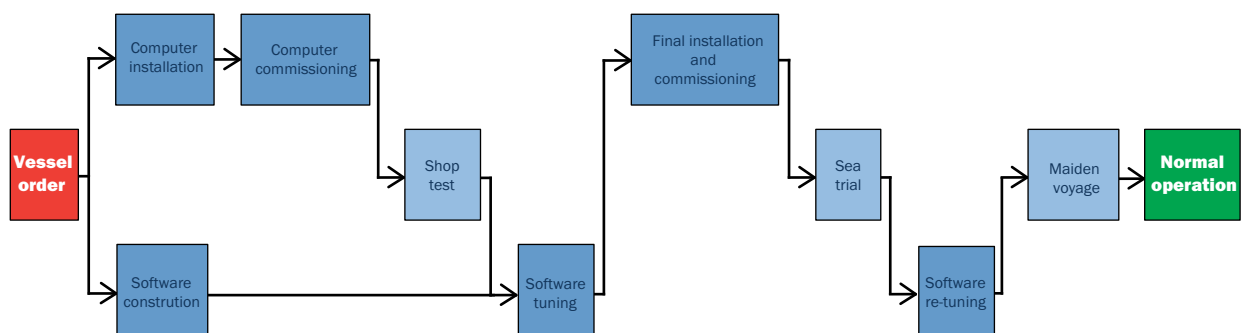 Computer
installation
Computer
commissioning
Final installation
and
commissioning
Vessel
order
Shop
test
Sea
trial
Maiden
voyage
Normal
operation
Software
constrution
Software
tuning
Software
re-tuning